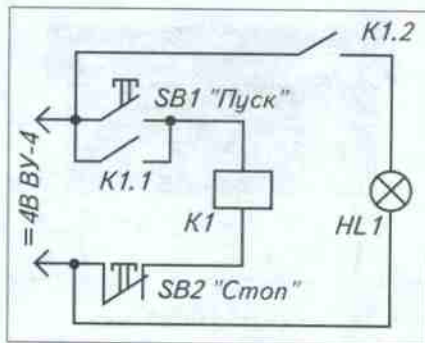 K1.2
SB1 "Пуск"
K1.1
=4В ВУ-4
K1
HL1
SB2 "Стоп"